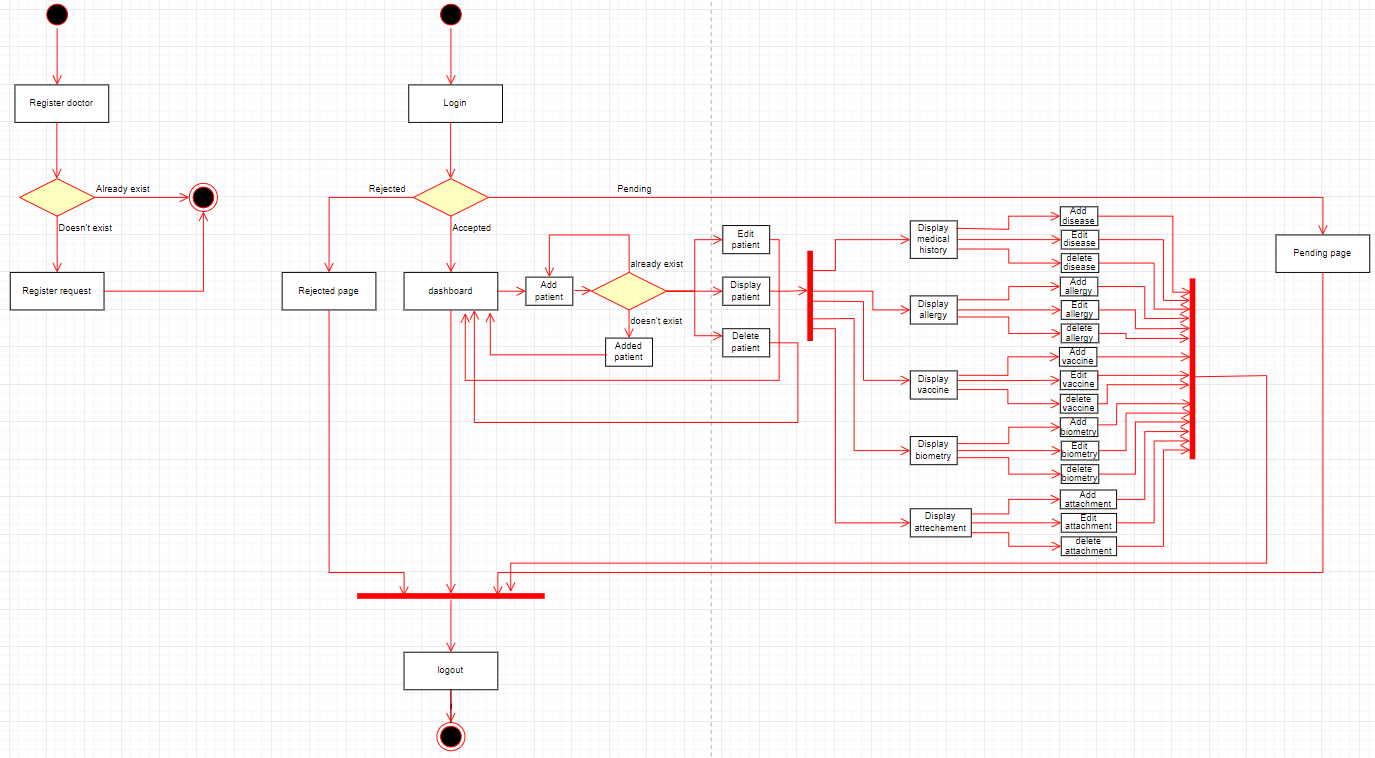 Register doctor
Login
Already exist
Doesn't exist
Register request
Rejected
Pending
Accepted
Rejected page
dashboard
Add
patient
already exist
doesn't exist
Added
patient
Edit
patient
Display
patient
Delete
patient
Display
medical
history
Add
disease
Edit
disease
delete
disease
Display
allergy
Add
allergy
Edit
allergy
delete
allergy
Display
vaccine
Add
vaccine
Edit
vaccine
delete
vaccine
Display
biometry
Add
biometry
Edit
biometry
delete
biometry
Display
attechement
Add
attachment
Edit
attachment
delete
attachment
Pending page
logout